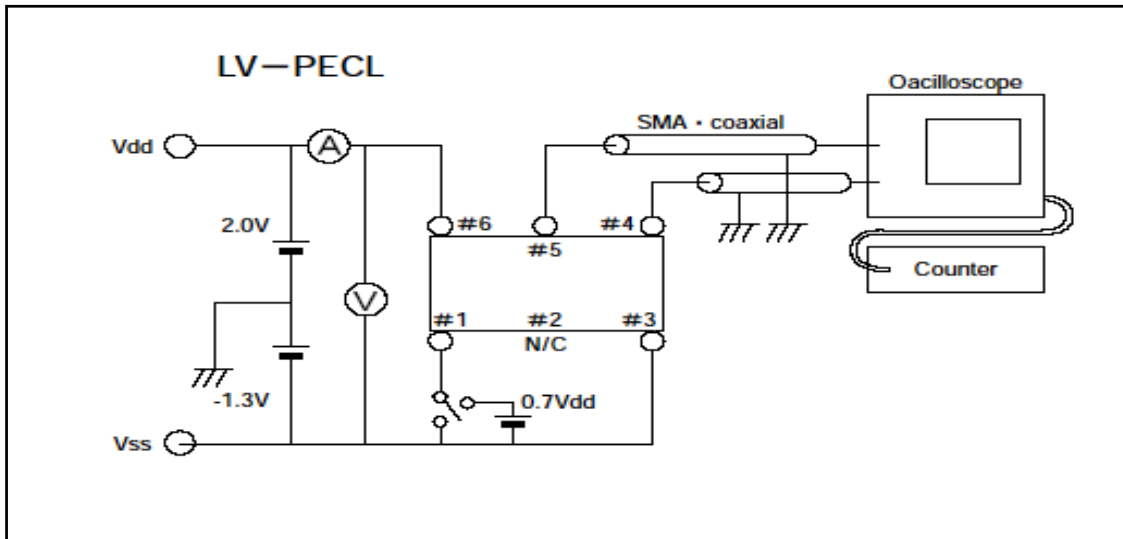 LV-PECL
Oacilloscope
SMA・coaxial
Vdd
A
2.0V
#6
#5
#4
Counter
V
#1
#2
#3
N/C
-1.3V
0.7Vdd
Vss